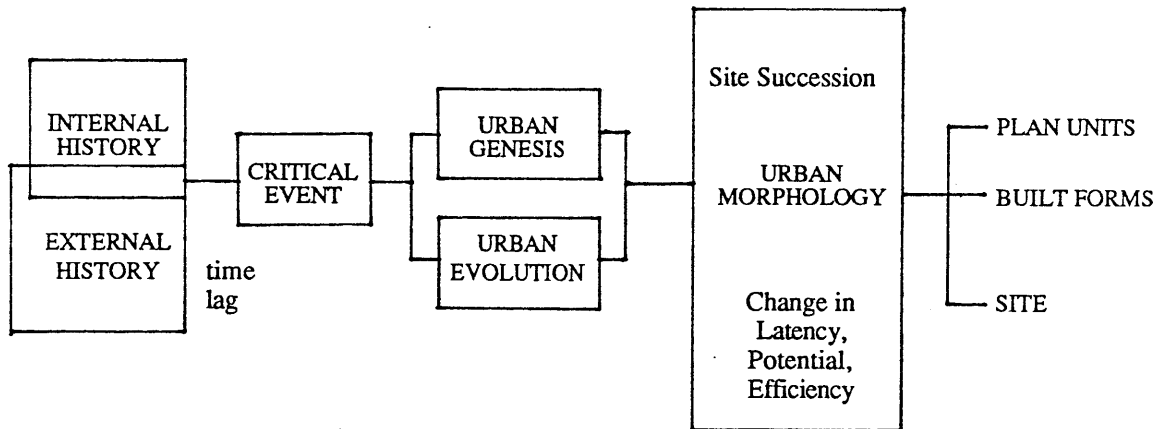 INTERNAL
HISTORY
EXTERNAL
HISTORY
time
lag
CRITICAL
EVENT
URBAN
GENESIS
URBAN
EVOLUTION
Site Succession
URBAN
MORPHOLOGY
Change in
Latency,
Potential,
Efficiency
PLAN UNITS
BUILT FORMS
SITE